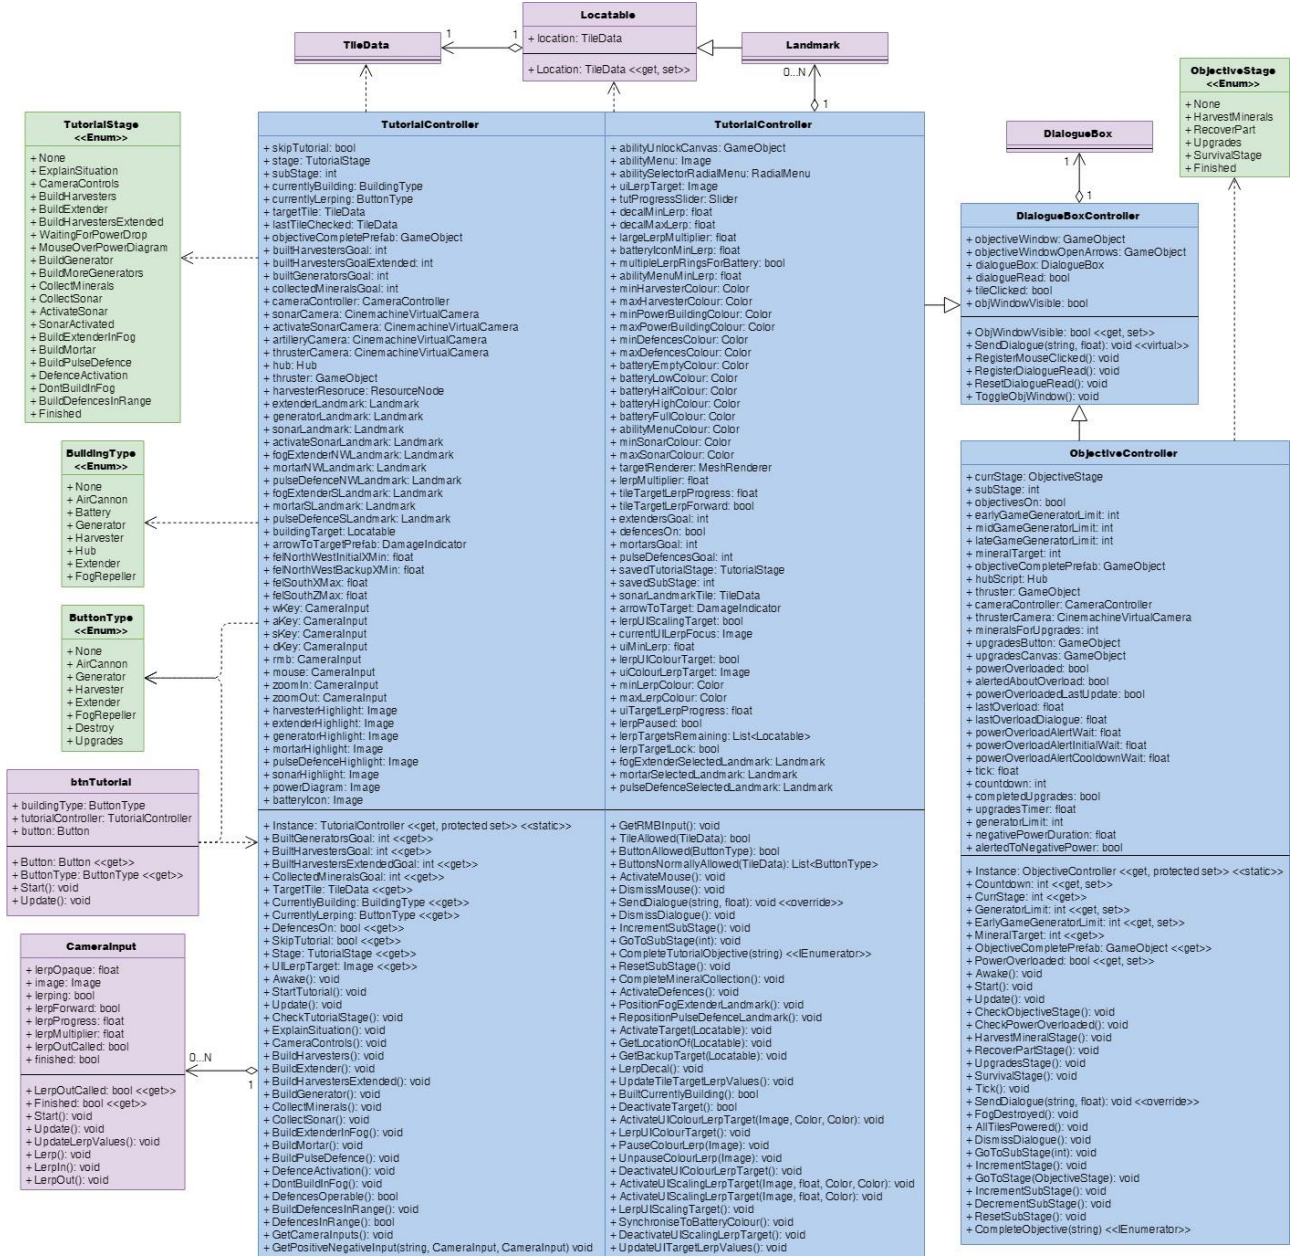 Locatable
+ location: TileData
+ Location: TileData <<get, set>>
TileData
Landmark
1
1
0...N
1
TutorialStage
<<Enum>>
+ None
+ ExplainSituation
+ CameraControls
+ BuildHarvesters
+ BuildExtender
+ BuildHarvestersExtended
+ WaitingForPowerDrop
+ MouseOverPowerDiagram
+ BuildGenerator
+ BuildMoreGenerators
+ CollectMinerals
+ CollectSonar
+ ActivateSonar
+ SonarActivated
+ BuildExtenderInFog
+ BuildMortar
+ BuildPulseDefence
+ DefenceActivation
+ DontBuildInFog
+ BuildDefencesInRange
+ Finished
BuildingType
<<Enum>>
+ None
+ AirCannon
+ Battery
+ Generator
+ Harvester
+ Hub
+ Extender
+ FogRepeller
ButtonType
<<Enum>>
+ None
+ AirCannon
+ Generator
+ Harvester
+ Extender
+ FogRepeller
+ Destroy
+ Upgrades
btnTutorial
+ buildingType: ButtonType
+ tutorialController: TutorialController
+ button: Button
+ Button: Button <<get>>
+ ButtonType: ButtonType <<get>>
+ Start(): void
+ Update(): void
CameraInput
+ lerpOpaque: float
+ image: Image
+ lerping: bool
+ lerpForward: bool
+ lerpProgress: float
+ lerpMultiplier: float
+ lerpOutCalled: bool
+ finished: bool
+ LerpOutCalled: bool <<get>>
+ Finished: bool <<get>>
+ Start(): void
+ Update(): void
+ UpdateLerpValues(): void
+ Lerp(): void
+ LerpIn(): void
+ LerpOut(): void
0...N
1
TutorialController
+ skipTutorial: bool
+ stage: TutorialStage
+ subStage: int
+ currentlyBuilding: BuildingType
+ currentlyLerping: ButtonType
+ targetTile: TileData
+ lastTileChecked: TileData
+ objectiveCompletePrefab: GameObject
+ builtHarvestersGoal: int
+ builtHarvestersGoalExtended: int
+ builtGeneratorsGoal: int
+ collectedMineralsGoal: int
+ cameraController: CameraController
+ sonarCamera: CinemachineVirtualCamera
+ activateSonarCamera: CinemachineVirtualCamera
+ artilleryCamera: CinemachineVirtualCamera
+ thrusterCamera: CinemachineVirtualCamera
+ hub: Hub
+ thruster: GameObject
+ harvesterResoruce: ResourceNode
+ extenderLandmark: Landmark
+ generatorLandmark: Landmark
+ sonarLandmark: Landmark
+ activateSonarLandmark: Landmark
+ fogExtenderNWLandmark: Landmark
+ mortarNWLandmark: Landmark
+ pulseDefenceNWLandmark: Landmark
+ fogExtenderSLandmark: Landmark
+ mortarSLandmark: Landmark
+ pulseDefenceSLandmark: Landmark
+ buildingTarget: Locatable
+ arrowToTargetPrefab: DamageIndicator
+ felNorthWestInitialXMin: float
+ felNorthWestBackupXMin: float
+ felSouthXMax: float
+ felSouthZMax: float
+ wKey: CameraInput
+ aKey: CameraInput
+ sKey: CameraInput
+ dKey: CameraInput
+ rmb: CameraInput
+ mouse: CameraInput
+ zoomIn: CameraInput
+ zoomOut: CameraInput
+ harvesterHighlight: Image
+ extenderHighlight: Image
+ generatorHighlight: Image
+ mortarHighlight: Image
+ pulseDefenceHighlight: Image
+ sonarHighlight: Image
+ powerDiagram: Image
+ batteryIcon: Image
+ Instance: TutorialController <<get, protected set>> <<static>>
+ BuiltGeneratorsGoal: int <<get>>
+ BuiltHarvestersGoal: int <<get>>
+ BuiltHarvestersExtendedGoal: int <<get>>
+ CollectedMineralsGoal: int <<get>>
+ TargetTile: TileData <<get>>
+ CurrentlyBuilding: BuildingType <<get>>
+ CurrentlyLerping: ButtonType <<get>>
+ DefencesOn: bool <<get>>
+ SkipTutorial: bool <<get>>
+ Stage: TutorialStage <<get>>
+ UILerpTarget: Image <<get>>
+ Awake(): void
+ StartTutorial(): void
+ Update(): void
+ CheckTutorialStage(): void
+ ExplainSituation(): void
+ CameraControls(): void
+ BuildHarvesters(): void
+ BuildExtender(): void
+ BuildHarvestersExtended(): void
+ BuildGenerator(): void
+ CollectMinerals(): void
+ CollectSonar(): void
+ BuildExtenderInFog(): void
+ BuildMortar(): void
+ BuildPulseDefence(): void
+ DefenceActivation(): void
+ DontBuildInFog(): void
+ DefencesOperable(): bool
+ BuildDefencesInRange(): void
+ DefencesInRange(): bool
+ GetCameraInputs(): void
+ GetPositiveNegativeInput(string, CameraInput, CameraInput) void
TutorialController
+ abilityUnlockCanvas: GameObject
+ abilityMenu: Image
+ abilitySelectorRadialMenu: RadialMenu
+ uiLerpTarget: Image
+ tutProgressSlider: Slider
+ decalMinLerp: float
+ decalMaxLerp: float
+ largeLerpMultiplier: float
+ batteryIconMinLerp: float
+ multipleLerpRingsForBattery: bool
+ abilityMenuMinLerp: float
+ minHarvesterColour: Color
+ maxHarvesterColour: Color
+ minPowerBuildingColour: Color
+ maxPowerBuildingColour: Color
+ minDefencesColour: Color
+ maxDefencesColour: Color
+ batteryEmptyColour: Color
+ batteryLowColour: Color
+ batteryHalfColour: Color
+ batteryHighColour: Color
+ batteryFullColour: Color
+ abilityMenuColour: Color
+ minSonarColour: Color
+ maxSonarColour: Color
+ targetRenderer: MeshRenderer
+ lerpMultiplier: float
+ tileTargetLerpProgress: float
+ tileTargetLerpForward: bool
+ extendersGoal: int
+ defencesOn: bool
+ mortarsGoal: int
+ pulseDefencesGoal: int
+ savedTutorialStage: TutorialStage
+ savedSubStage: int
+ sonarLandmarkTile: TileData
+ arrowToTarget: DamageIndicator
+ lerpUIScalingTarget: bool
+ currentUILerpFocus: Image
+ uiMinLerp: float
+ lerpUIColourTarget: bool
+ uiColourLerpTarget: Image
+ minLerpColour: Color
+ maxLerpColour: Color
+ uiTargetLerpProgress: float
+ lerpPaused: bool
+ lerpTargetsRemaining: List<Locatable>
+ lerpTargetLock: bool
+ fogExtenderSelectedLandmark: Landmark
+ mortarSelectedLandmark: Landmark
+ pulseDefenceSelectedLandmark: Landmark
+ GetRMBInput(): void
+ TileAllowed(TileData): bool
+ ButtonAllowed(ButtonType): bool
+ ButtonsNormallyAllowed(TileData): List<ButtonType>
+ ActivateMouse(): void
+ DismissMouse(): void
+ SendDialogue(string, float): void <<override>>
+ DismissDialogue(): void
+ IncrementSubStage(): void
+ GoToSubStage(int): void
+ CompleteTutorialObjective(string) <<IEnumerator>>
+ ResetSubStage(): void
+ CompleteMineralCollection(): void
+ ActivateDefences(): void
+ PositionFogExtenderLandmark(): void
+ RepositionPulseDefenceLandmark(): void
+ ActivateTarget(Locatable): void
+ GetLocationOf(Locatable): void
+ GetBackupTarget(Locatable): void
+ LerpDecal(): void
+ UpdateTileTargetLerpValues(): void
+ BuiltCurrentlyBuilding(): bool
+ DeactivateTarget(): bool
+ ActivateUIColourLerpTarget(Image, Color, Color): void
+ LerpUIColourTarget(): void
+ PauseColourLerp(Image): void
+ UnpauseColourLerp(Image): void
+ DeactivateUIColourLerpTarget(): void
+ ActivateUIScalingLerpTarget(Image, float, Color, Color): void
+ ActivateUIScalingLerpTarget(Image, float, Color): void
+ LerpUIScalingTarget(): void
+ SynchroniseToBatteryColour(): void
+ DeactivateUIScalingLerpTarget(): void
+ UpdateUITargetLerpValues(): void
DialogueBox
1
DialogueBoxController
+ objectiveWindow: GameObject
+ objectiveWindowOpenArrows: GameObject
+ dialogueBox: DialogueBox
+ dialogueRead: bool
+ tileClicked: bool
+ objWindowVisible: bool
+ ObjWindowVisible: bool <<get, set>>
+ SendDialogue(string, float): void <<virtual>>
+ RegisterMouseClicked(): void
+ RegisterDialogueRead(): void
+ ResetDialogueRead(): void
+ ToggleObjWindow(): void
ObjectiveStage
<<Enum>>
+ None
+ HarvestMinerals
+ RecoverPart
+ Upgrades
+ SurvivalStage
+ Finished
ObjectiveController
+ currStage: ObjectiveStage
+ subStage: int
+ objectivesOn: bool
+ earlyGameGeneratorLimit: int
+ midGameGeneratorLimit: int
+ lateGameGeneratorLimit: int
+ mineralTarget: int
+ objectiveCompletePrefab: GameObject
+ hubScript: Hub
+ thruster: GameObject
+ cameraController: CameraController
+ thrusterCamera: CinemachineVirtualCamera
+ mineralsForUpgrades: int
+ upgradesButton: GameObject
+ upgradesCanvas: GameObject
+ powerOverloaded: bool
+ alertedAboutOverload: bool
+ powerOverloadedLastUpdate: bool
+ lastOverload: float
+ lastOverloadDialogue: float
+ powerOverloadAlertWait: float
+ powerOverloadAlertInitialWait: float
+ powerOverloadAlertCooldownWait: float
+ tick: float
+ countdown: int
+ completedUpgrades: bool
+ upgradesTimer: float
+ generatorLimit: int
+ negativePowerDuration: float
+ alertedToNegativePower: bool
+ Instance: ObjectiveController <<get, protected set>> <<static>>
+ Countdown: int <<get, set>>
+ CurrStage: int <<get>>
+ GeneratorLimit: int <<get, set>>
+ EarlyGameGeneratorLimit: int <<get, set>>
+ MineralTarget: int <<get>>
+ ObjectiveCompletePrefab: GameObject <<get>>
+ PowerOverloaded: bool <<get, set>>
+ Awake(): void
+ Start(): void
+ Update(): void
+ CheckObjectiveStage(): void
+ CheckPowerOverloaded(): void
+ HarvestMineralStage(): void
+ RecoverPartStage(): void
+ UpgradesStage(): void
+ SurvivalStage(): void
+ Tick(): void
+ SendDialogue(string, float): void <<override>>
+ FogDestroyed(): void
+ AllTilesPowered(): void
+ DismissDialogue(): void
+ GoToSubStage(int): void
+ IncrementStage(): void
+ GoToStage(ObjectiveStage): void
+ IncrementSubStage(): void
+ DecrementSubStage(): void
+ ResetSubStage(): void
+ CompleteObjective(string) <<IEnumerator>>